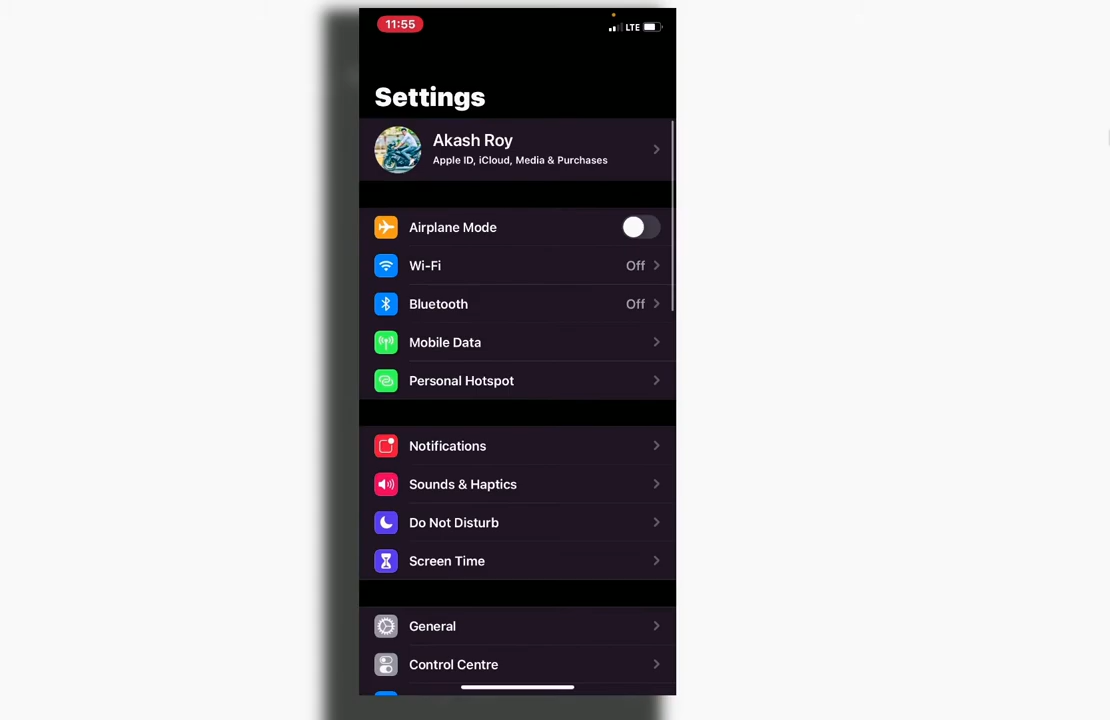 11:55
LTE
Settings
Akash Roy
Apple ID, iCloud, Media & Purchases
Airplane Mode
Wi-Fi Off
Bluetooth Off
Mobile Data
Personal Hotspot
Notifications
Sounds & Haptics
Do Not Disturb
Screen Time
General
Control Centre